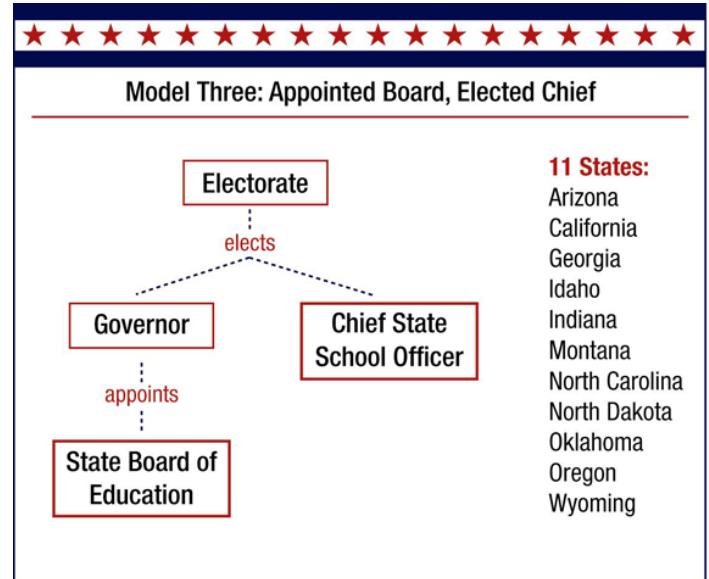 Model Three: Appointed Board, Elected Chief
Electorate
elects
Governor
Chief State
School Officer
appoints
State Board of
Education
11 States:
Arizona
California
Georgia
Idaho
Indiana
Montana
North Carolina
North Dakota
Oklahoma
Oregon
Wyoming